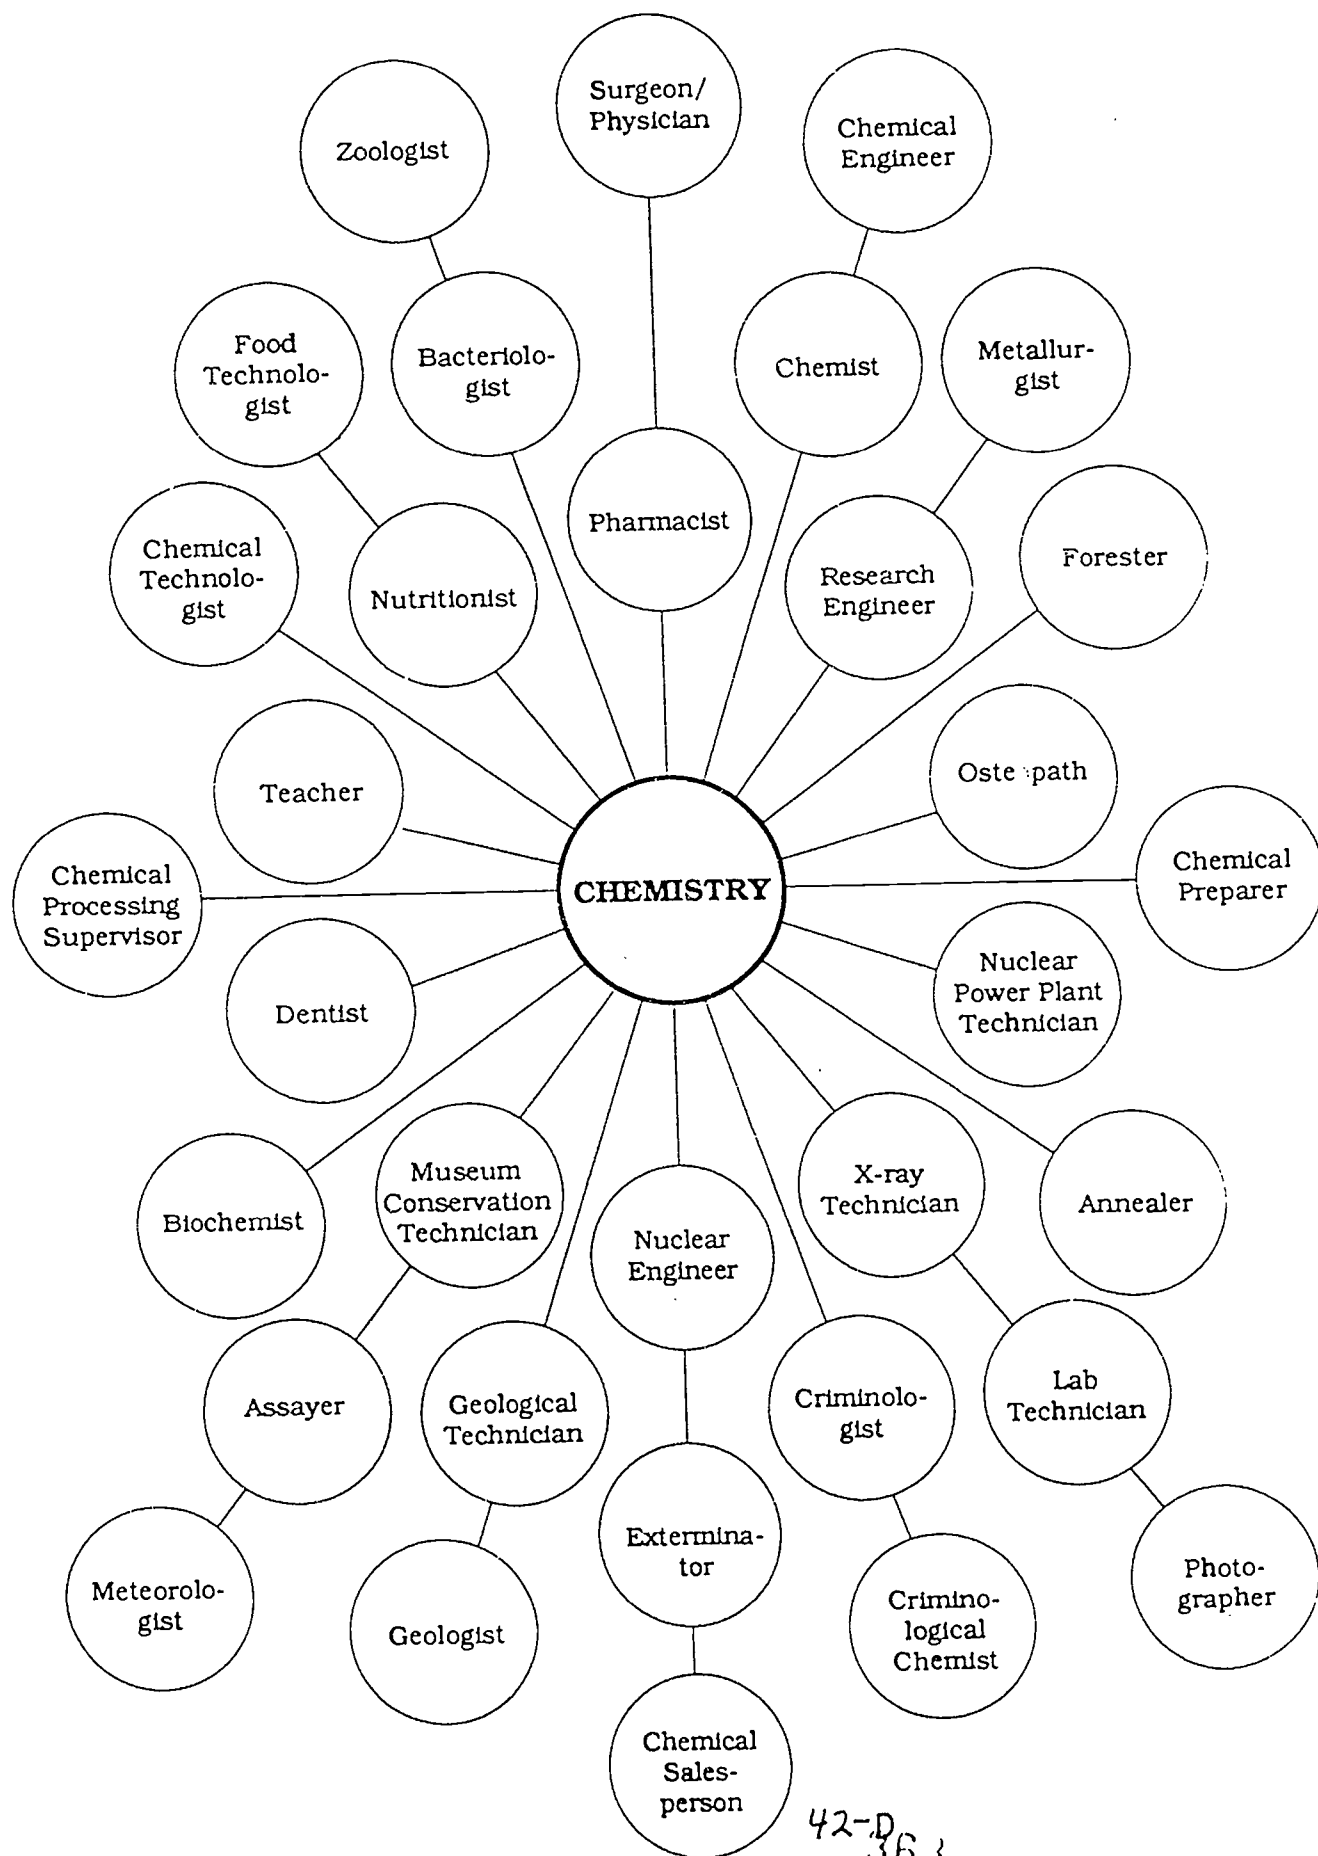 Surgeon/
Physician
Zoologist
Chemical
Engineer
Food
Technolo-
gist
Bacteriolo-
gist
Chemist
Metallur-
gist
Pharmacist
Chemical
Technolo-
gist
Nutritionist
Research
Engineer
Forester
Teacher
Oste path
Chemical
Processing
Supervisor
CHEMISTRY
Chemical
Preparer
Dentist
Nuclear
Power Plant
Technician
Biochemist
Museum
Conservation
Technician
Nuclear
Engineer
X-ray
Technician
Annealer
Assayer
Geological
Technician
Criminolo-
gist
Lab
Technician
Meteorolo-
gist
Geologist
Extermina-
tor
Crimino-
logical
Chemist
Photo-
grapher
Chemical
Sales-
person
42-D